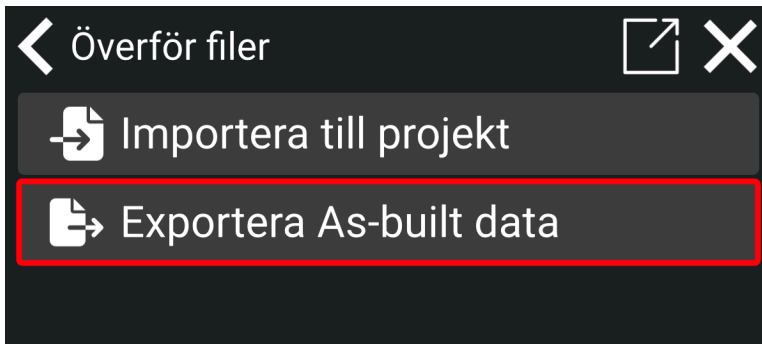 Överför filer
Importera till projekt
Exportera As-built data